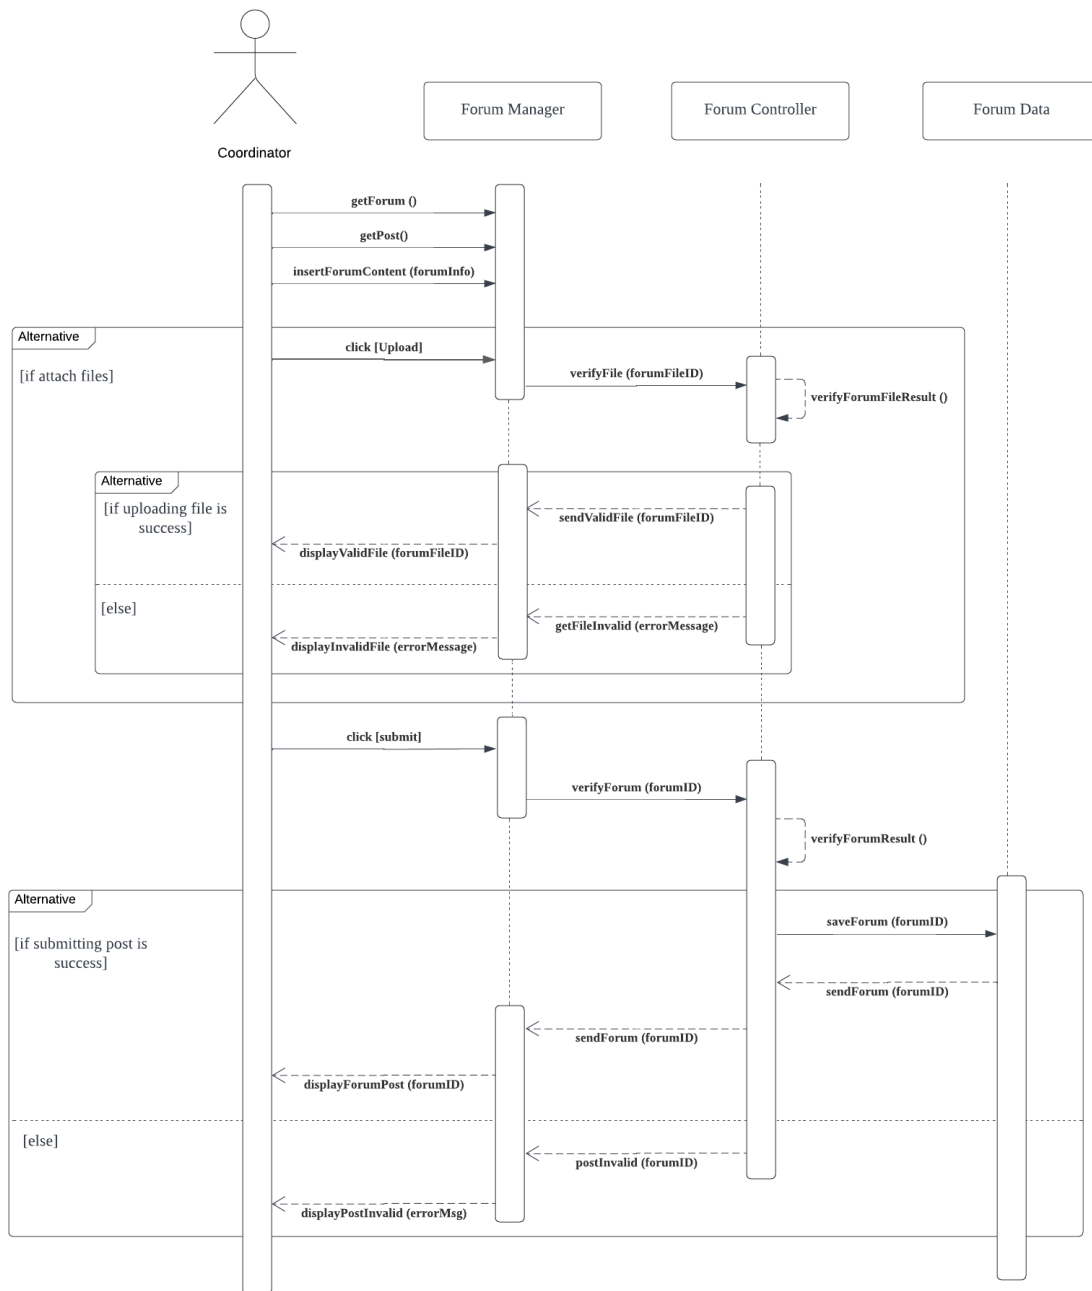 Coordinator
Forum Manager
Forum Controller
Forum Data
getForum ()
getPost()
insertForumContent (forumInfo)
Alternative
[if attach files]
click [Upload]
verifyFile (forumFileID)
verifyForumFileResult ()
Alternative
[if uploading file is
success]
sendValidFile (forumFileID)
displayValidFile (forumFileID)
[else]
getFileInvalid (errorMessage)
displayInvalidFile (errorMessage)
click [submit]
verifyForum (forumID)
verifyForumResult ()
Alternative
[if submitting post is
success]
saveForum (forumID)
sendForum (forumID)
sendForum (forumID)
displayForumPost (forumID)
[else]
postInvalid (forumID)
displayPostInvalid (errorMsg)